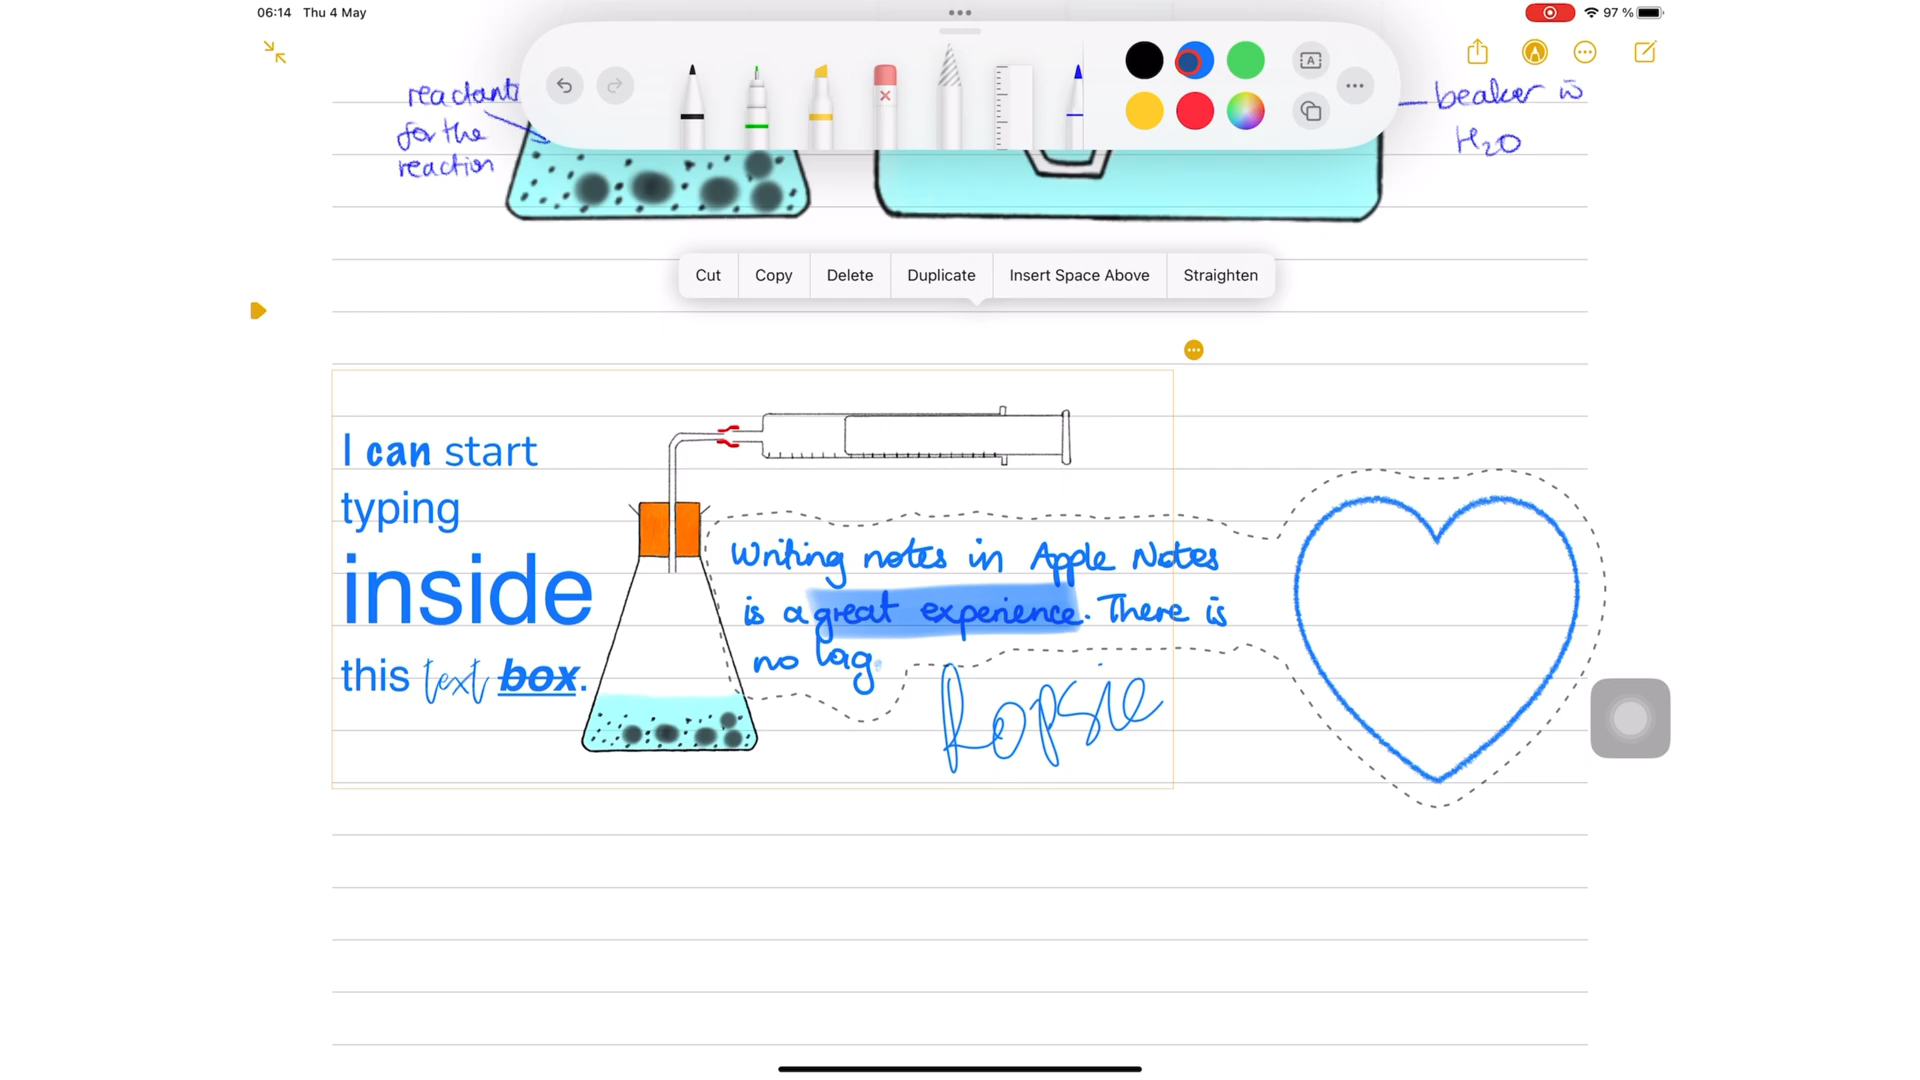 06:14 Thu 4 May
97 %
A
reactants
for the
reaction
beaker is
H₂O
Cut Copy Delete Duplicate Insert Space Above Straighten
I can start
typing
inside
this text box.
Writing notes in Apple Notes
is a great experience. There is
no lag.
Ropsie